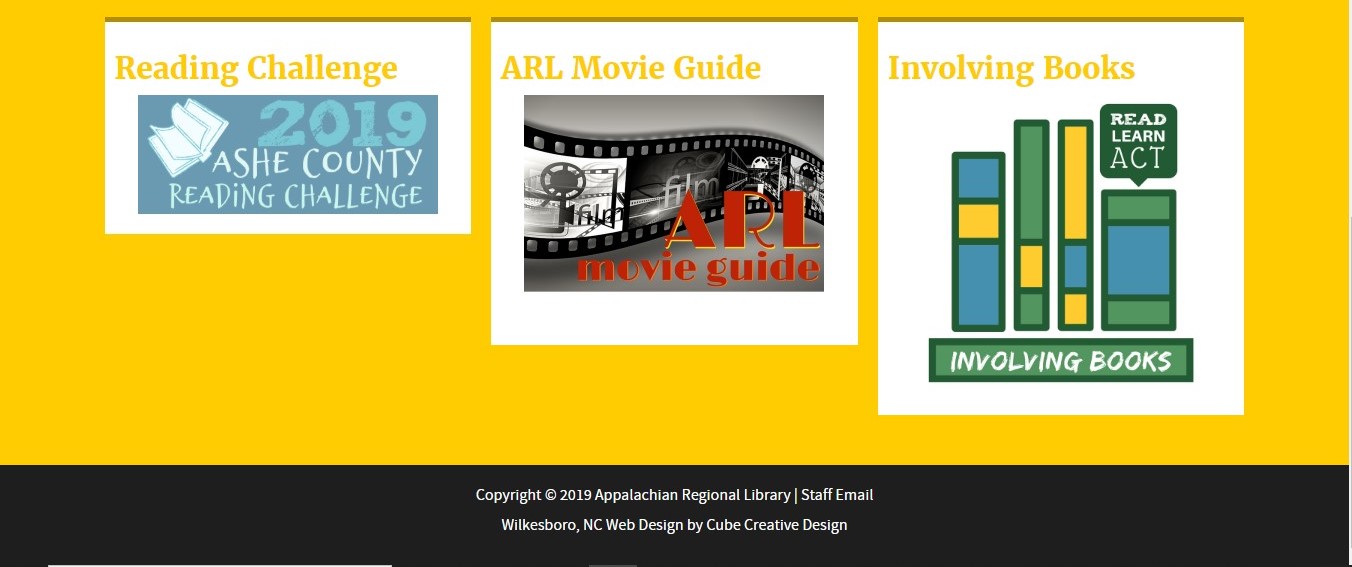 Reading Challenge
2019
ASHE COUNTY
READING CHALLENGE
ARL Movie Guide
film
film
ARL
movie guide
Involving Books
READ
LEARN
ACT
INVOLVING BOOKS
Copyright © 2019 Appalachian Regional Library | Staff Email
Wilkesboro, NC Web Design by Cube Creative Design